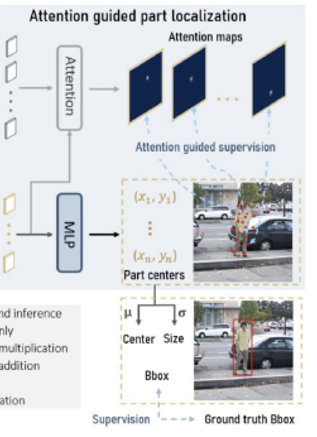 Attention guided part localization
Attention maps
Attention
Attention guided supervision
MLP
(x₁, y₁)
(xₙ, yₙ)
Part centers
μ σ
Center Size
Bbox
nd inference
nly
multiplication
addition
ation
Supervision
Ground truth Bbox